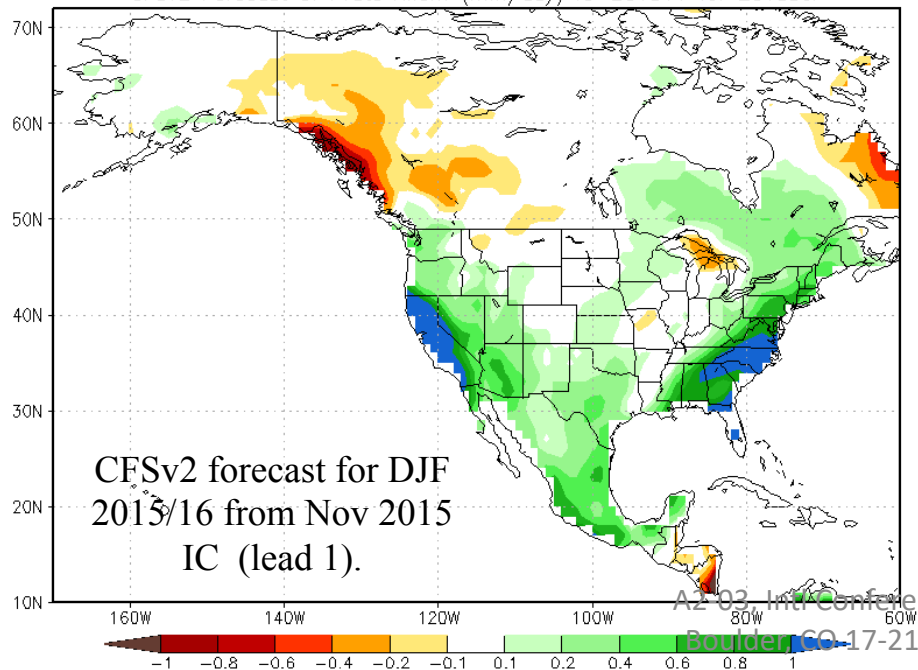 70N
60N
50N
40N
30N
20N
10N
CFSv2 forecast for DJF
2015/16 from Nov 2015
IC (lead 1).
160W 140W 120W 100W 80W 60W
A2-03, Int'l Confere
Boulder, CO 17-21
-1 -0.8 -0.6 -0.4 -0.2 -0.1 0.1 0.2 0.4 0.6 0.8 1